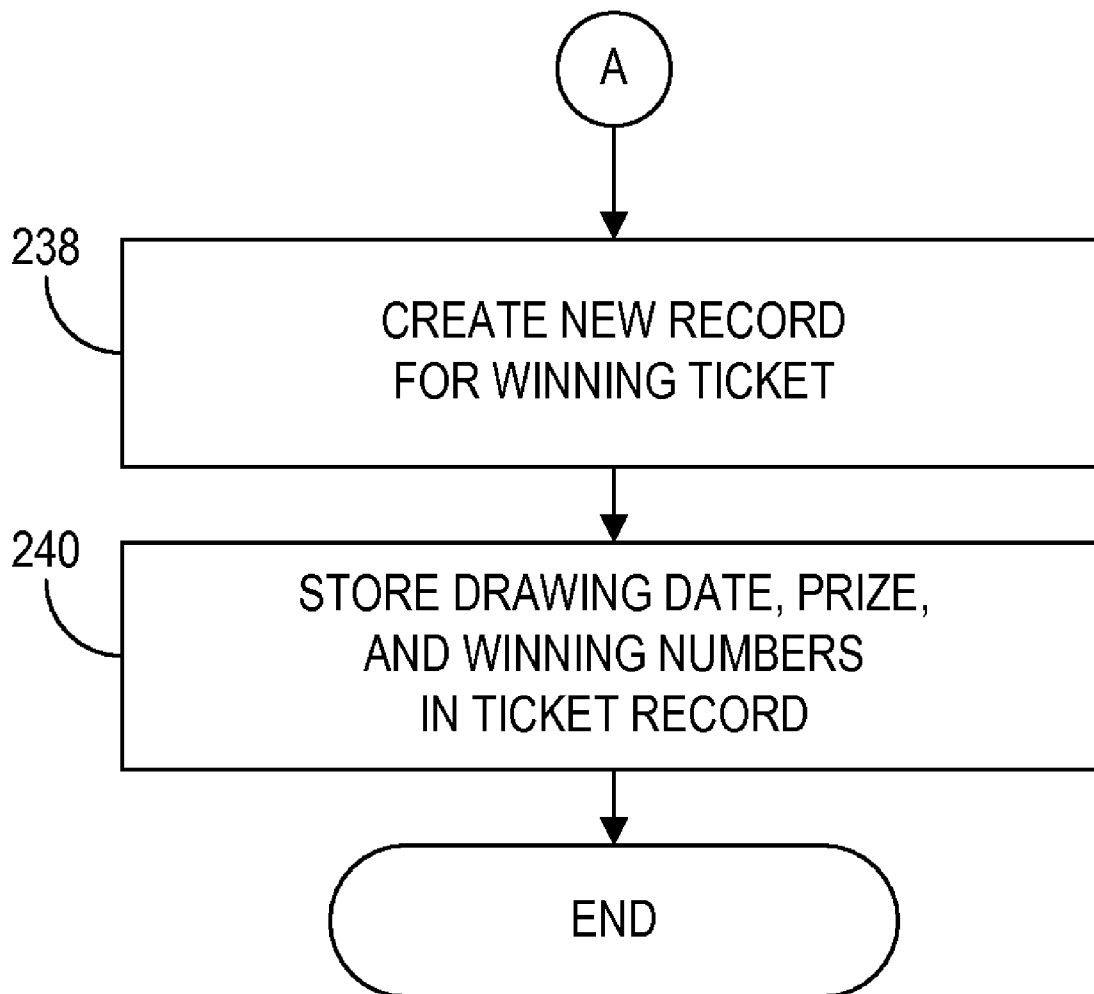 A
238
CREATE NEW RECORD
FOR WINNING TICKET
240
STORE DRAWING DATE, PRIZE,
AND WINNING NUMBERS
IN TICKET RECORD
END